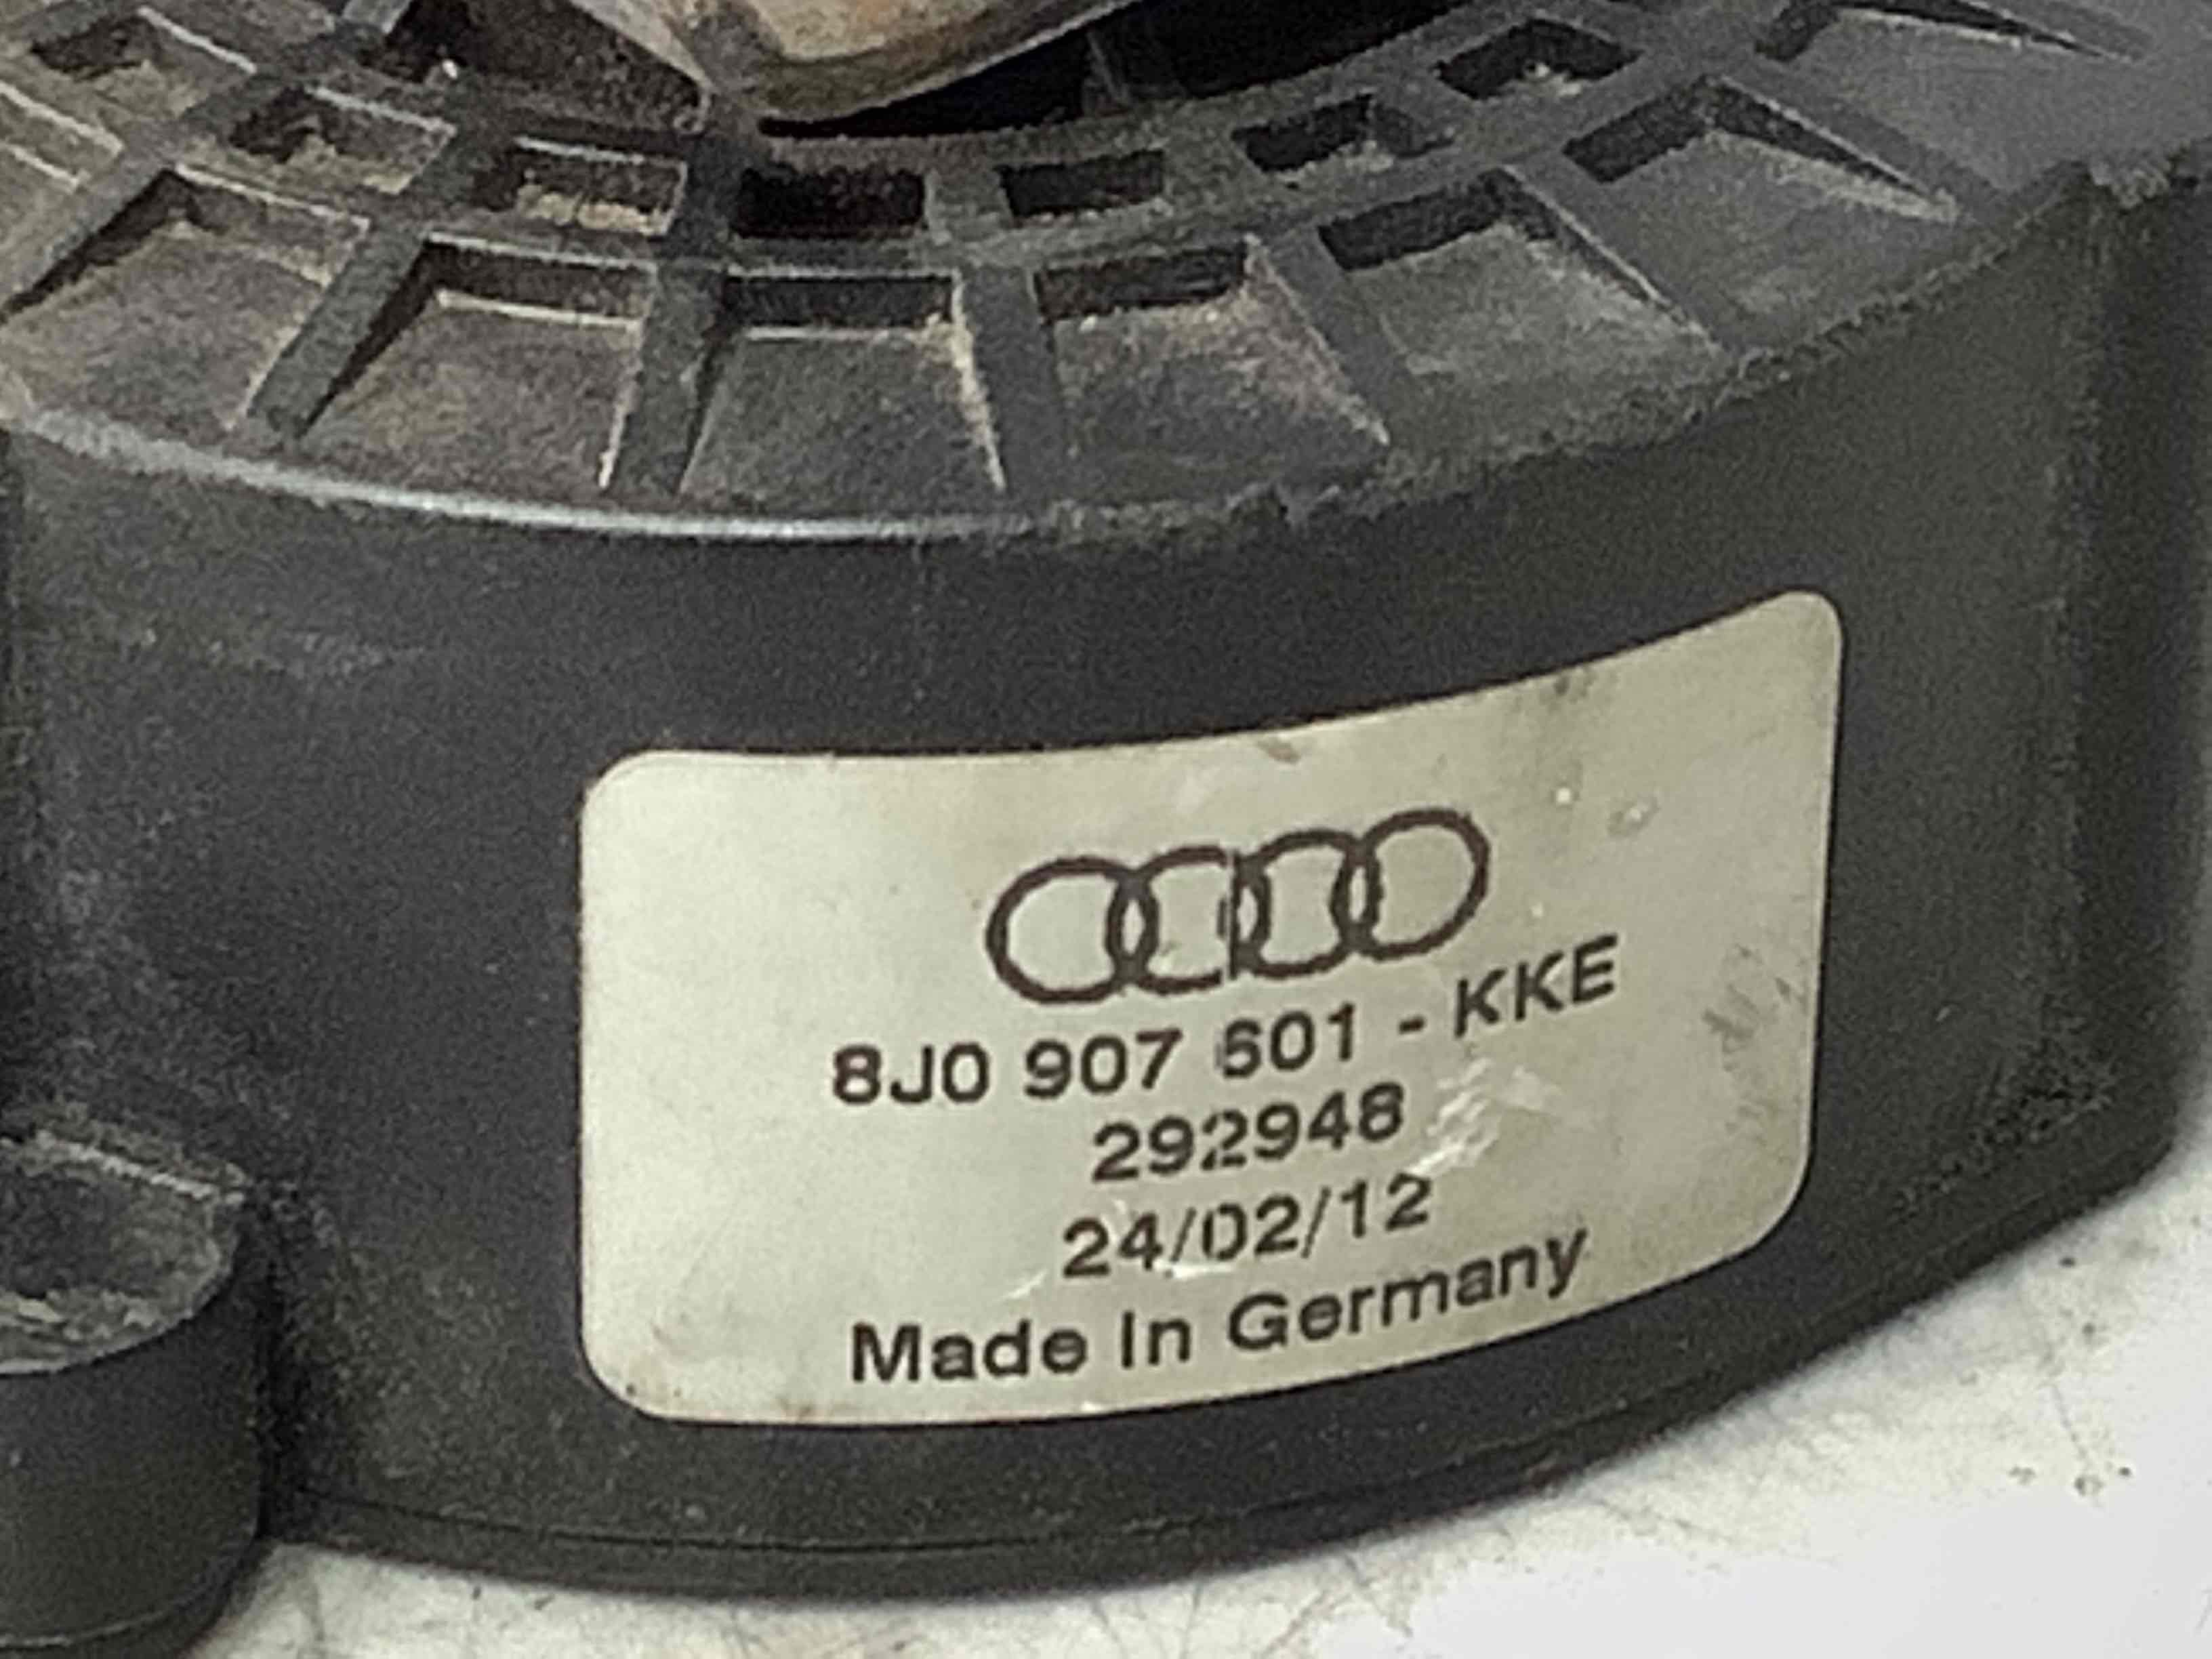 8J0 907 601 - KKE
292948
24/02/12
Made In Germany